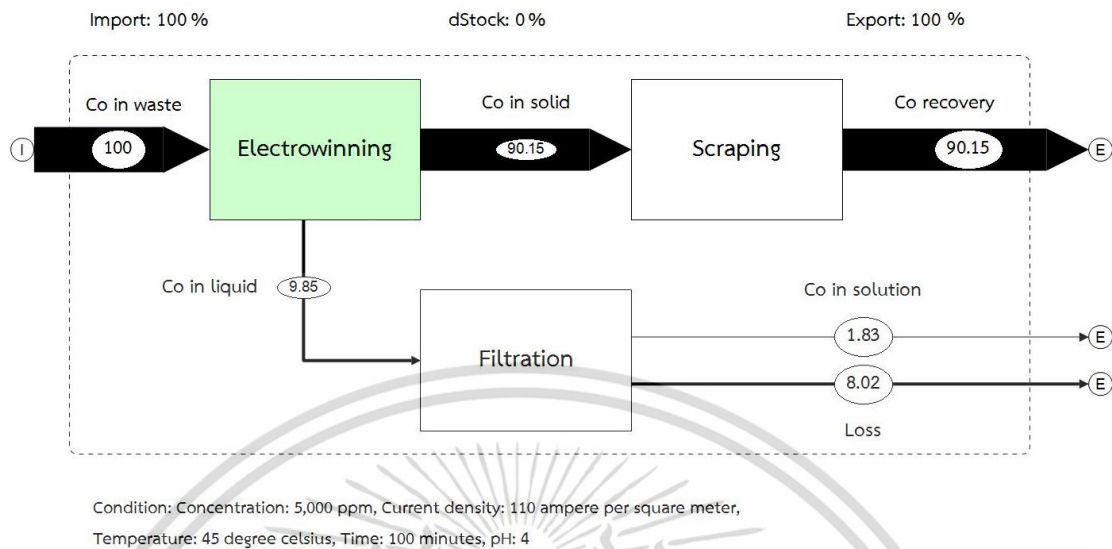 Import: 100 %
dStock: 0 %
Export: 100 %
Co in waste
Co in solid
Co recovery
I
100
Electrowinning
90.15
Scraping
90.15
E
Co in liquid
9.85
Co in solution
Filtration
1.83
E
8.02
E
Loss
Condition: Concentration: 5,000 ppm, Current density: 110 ampere per square meter,
Temperature: 45 degree celsius, Time: 100 minutes, pH: 4